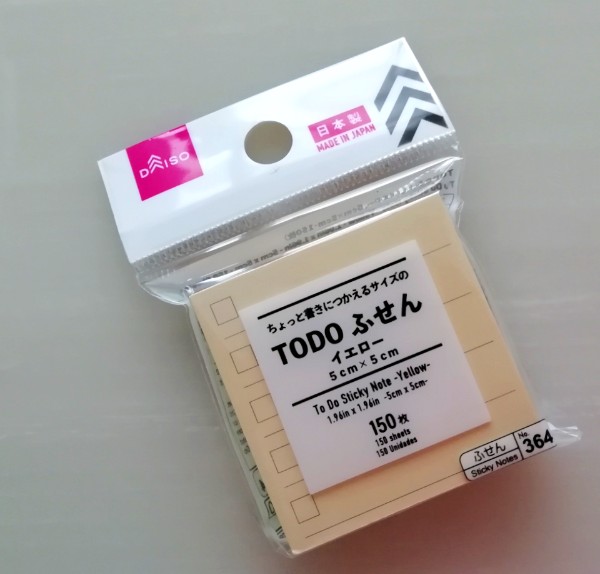 DAISO
日本製
MADE IN JAPAN
ちょっと書きにつかえるサイズの
TODO ふせん
イエロー
5cm×5cm
To Do Sticky Note -Yellow-
1.96in x 1.96in -5cm x 5cm-
150枚
150 sheets
150 Unidades
ふせん
Sticky Notes
No.
364